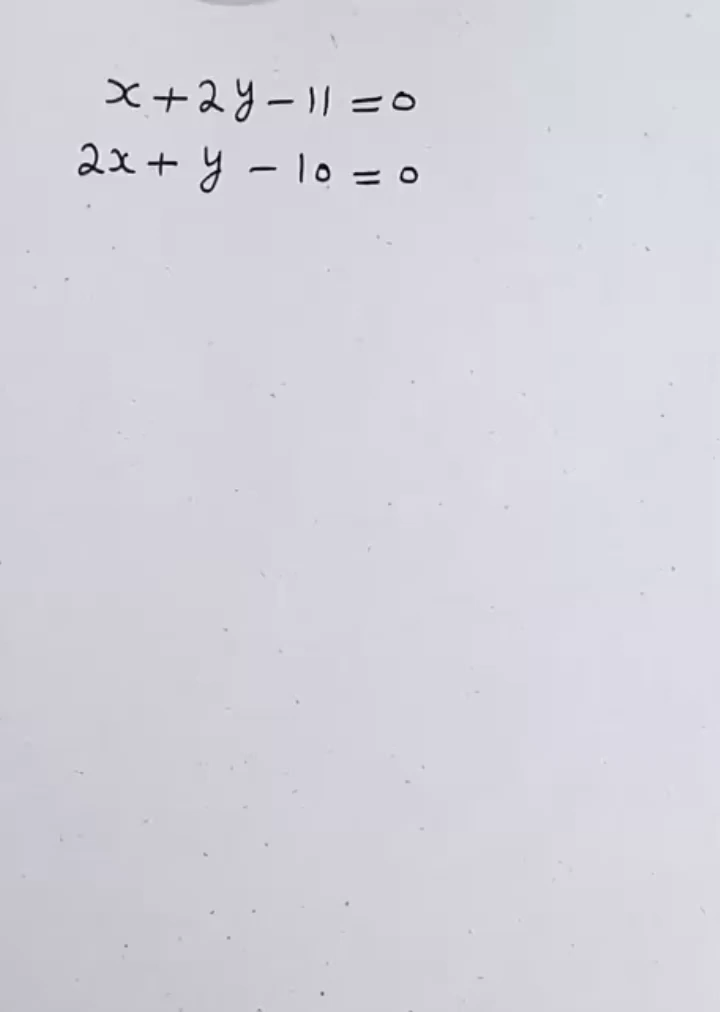 x + 2y - 11 = 0
2x + y - 10 = 0